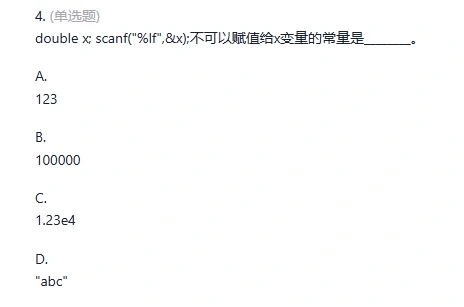 4. (单选题)
double x; scanf("%lf",&x);不可以赋值给x变量的常量是________。
A.
123
B.
100000
C.
1.23e4
D.
"abc"